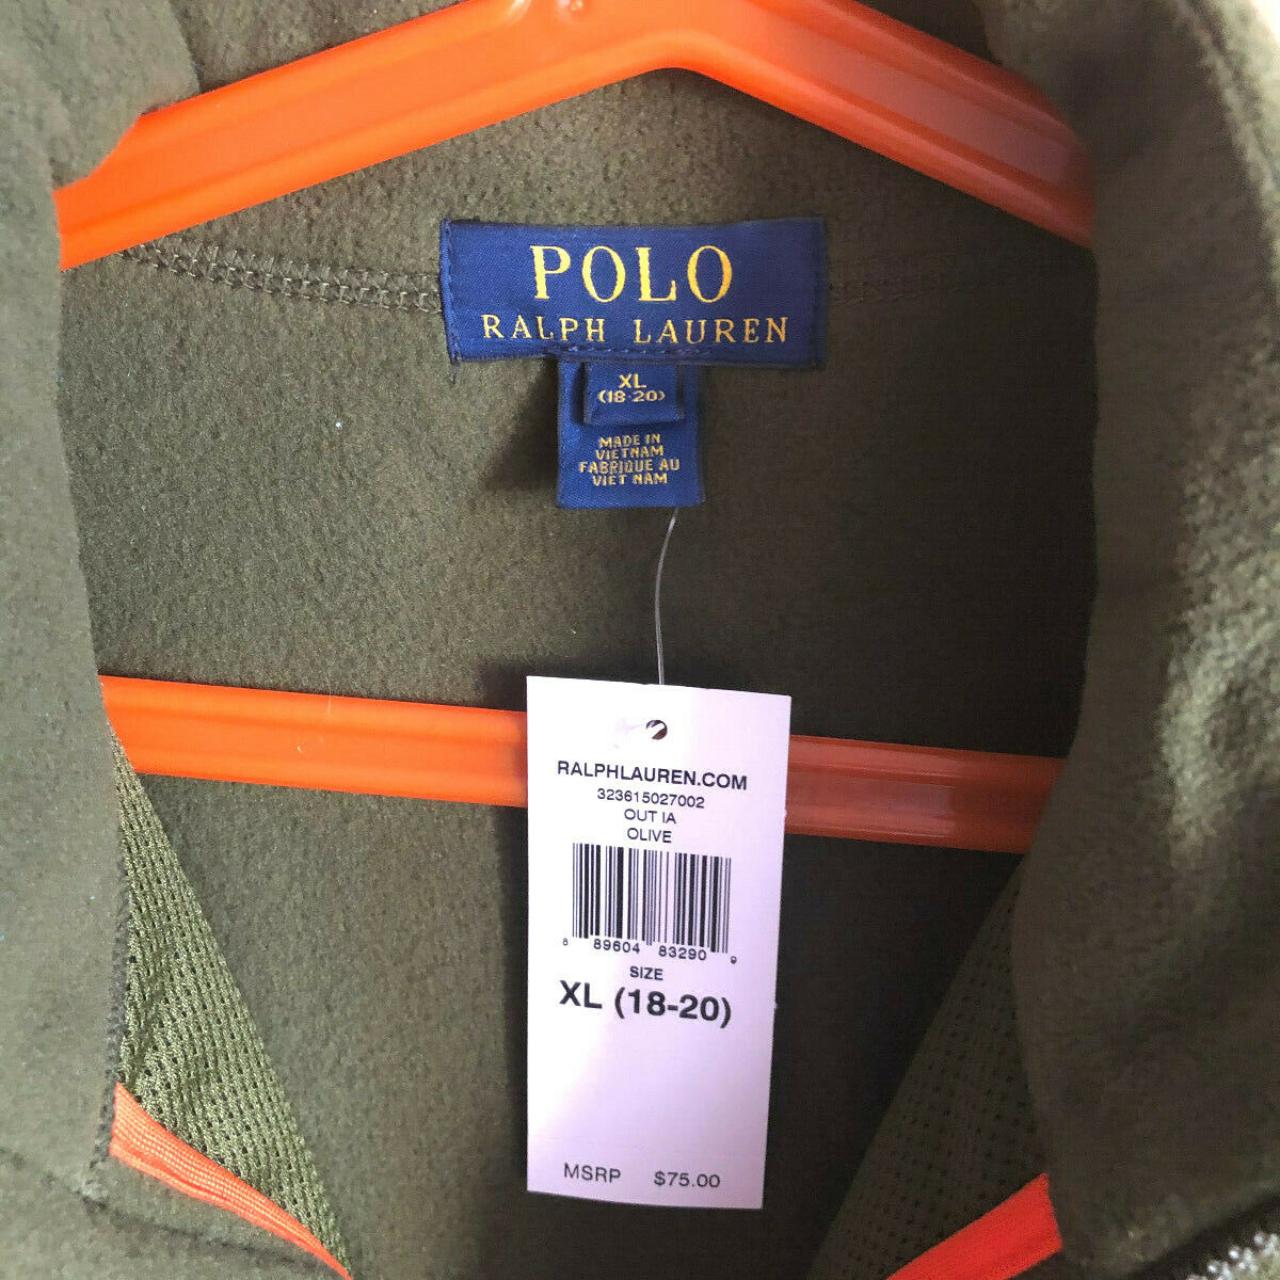 POLO
RALPH LAUREN
XL
(18-20)
MADE IN
VIETNAM
FABRIQUE AU
VIET NAM
RALPHLAUREN.COM
323615027002
OUT IA
OLIVE
8 89604 83290 9
SIZE
XL (18-20)
MSRP $75.00